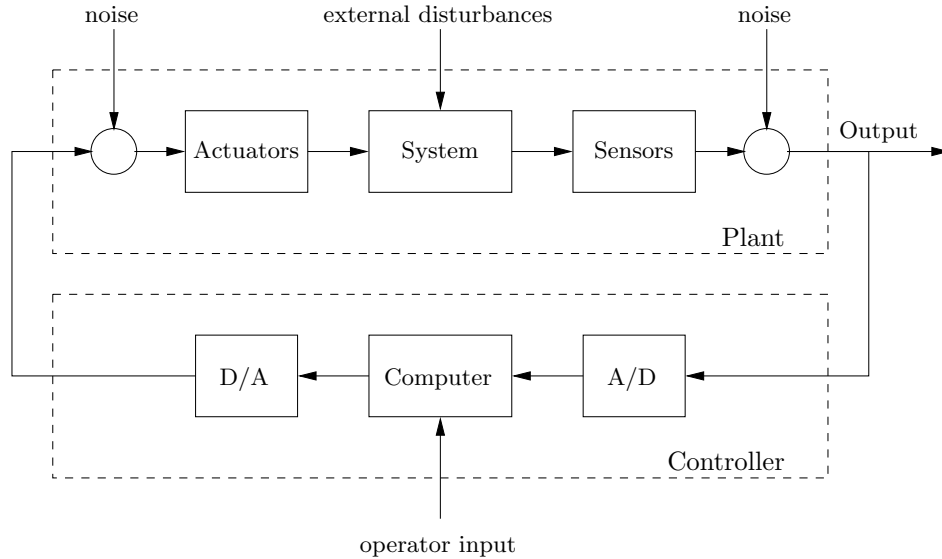 noise
external disturbances
noise
Actuators
System
Sensors
Output
Plant
D/A
Computer
A/D
Controller
operator input